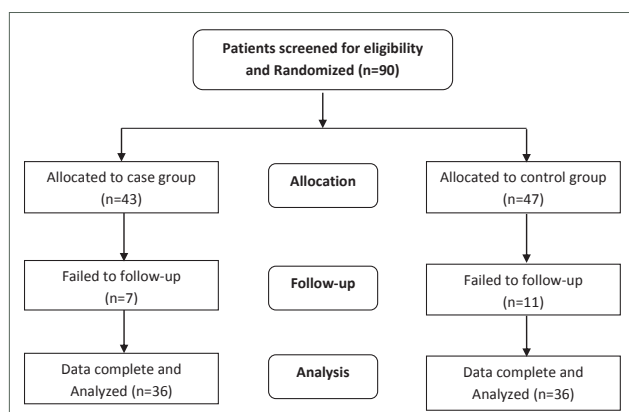 Patients screened for eligibility
and Randomized (n=90)
Allocated to case group
(n=43)
Allocation
Allocated to control group
(n=47)
Failed to follow-up
(n=7)
Follow-up
Failed to follow-up
(n=11)
Data complete and
Analyzed (n=36)
Analysis
Data complete and
Analyzed (n=36)